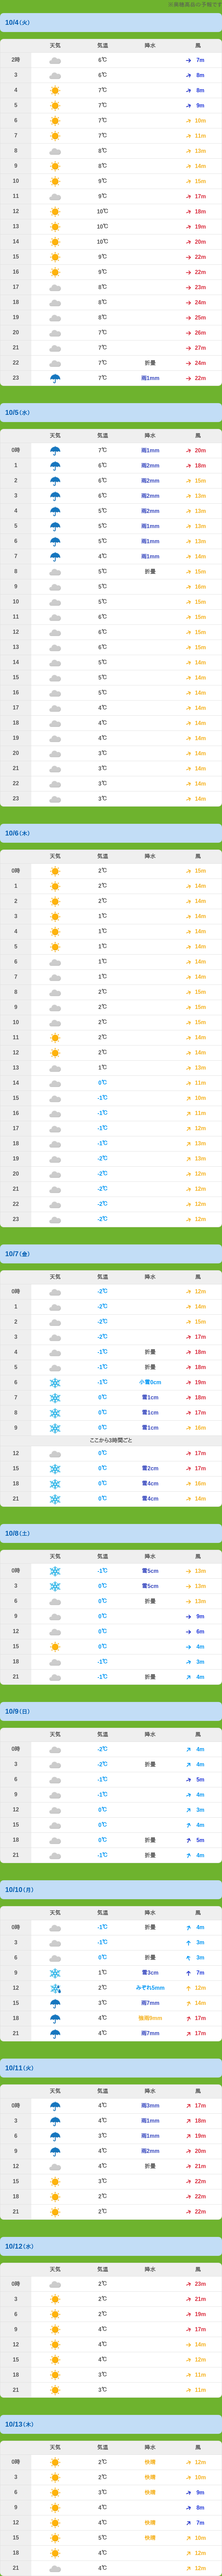 10/4(火)
天気 気温 降水 風
2時 6℃ 7m
3 6℃ 8m
4 7℃ 8m
5 7℃ 9m
6 7℃ 10m
7 7℃ 11m
8 8℃ 13m
9 8℃ 14m
10 9℃ 15m
11 9℃ 17m
12 10℃ 18m
13 10℃ 19m
14 10℃ 20m
15 9℃ 22m
16 9℃ 22m
17 8℃ 23m
18 8℃ 24m
19 8℃ 25m
20 7℃ 26m
21 7℃ 27m
22 7℃ 折曇 24m
23 7℃ 雨1mm 22m
10/5(水)
天気 気温 降水 風
0時 7℃ 雨1mm 20m
1 6℃ 雨2mm 18m
2 6℃ 雨2mm 15m
3 6℃ 雨2mm 13m
4 5℃ 雨2mm 13m
5 5℃ 雨1mm 13m
6 5℃ 雨1mm 13m
7 4℃ 雨1mm 14m
8 5℃ 折曇 15m
9 5℃ 15m
10 5℃ 15m
11 6℃ 15m
12 6℃ 15m
13 6℃ 15m
14 5℃ 14m
15 5℃ 14m
16 5℃ 14m
17 4℃ 14m
18 4℃ 14m
19 4℃ 14m
20 3℃ 14m
21 3℃ 14m
22 3℃ 14m
23 3℃ 14m
10/6(木)
天気 気温 降水 風
0時 2℃ 15m
1 2℃ 14m
2 2℃ 14m
3 1℃ 14m
4 1℃ 14m
5 1℃ 14m
6 1℃ 14m
7 1℃ 14m
8 2℃ 15m
9 2℃ 15m
10 2℃ 15m
11 2℃ 14m
12 2℃ 14m
13 1℃ 13m
14 0℃ 11m
15 -1℃ 10m
16 -1℃ 11m
17 -1℃ 12m
18 -1℃ 13m
19 -2℃ 13m
20 -2℃ 12m
21 -2℃ 12m
22 -2℃ 12m
23 -2℃ 12m
10/7(金)
天気 気温 降水 風
0時 -2℃ 12m
1 -2℃ 14m
2 -2℃ 15m
3 -2℃ 17m
4 -1℃ 折曇 18m
5 -1℃ 折曇 18m
6 -1℃ 小雪0cm 19m
7 0℃ 雪1cm 18m
8 0℃ 雪1cm 17m
9 0℃ 雪1cm 16m
ここから3時間ごと
12 0℃ 17m
15 0℃ 雪2cm 17m
18 0℃ 雪4cm 16m
21 0℃ 雪4cm 14m
10/8(土)
天気 気温 降水 風
0時 -1℃ 雪5cm 13m
3 0℃ 雪5cm 13m
6 0℃ 折曇 13m
9 0℃ 9m
12 0℃ 6m
15 0℃ 4m
18 -1℃ 3m
21 -1℃ 折曇 4m
10/9(日)
天気 気温 降水 風
0時 -2℃ 4m
3 -2℃ 折曇 4m
6 -1℃ 5m
9 -1℃ 4m
12 0℃ 3m
15 0℃ 4m
18 0℃ 折曇 5m
21 -1℃ 折曇 4m
10/10(月)
天気 気温 降水 風
0時 -1℃ 折曇 4m
3 -1℃ 3m
6 0℃ 折曇 3m
9 1℃ 雪3cm 7m
12 2℃ みぞれ5mm 12m
15 3℃ 雨7mm 14m
18 4℃ 強雨9mm 17m
21 4℃ 雨7mm 17m
10/11(火)
天気 気温 降水 風
0時 4℃ 雨3mm 17m
3 4℃ 雨1mm 18m
6 3℃ 雨1mm 19m
9 4℃ 雨2mm 20m
12 4℃ 折曇 21m
15 3℃ 22m
18 2℃ 22m
21 2℃ 22m
10/12(水)
天気 気温 降水 風
0時 2℃ 23m
3 2℃ 21m
6 2℃ 19m
9 4℃ 17m
12 4℃ 14m
15 4℃ 12m
18 3℃ 11m
21 3℃ 11m
10/13(木)
天気 気温 降水 風
0時 2℃ 快晴 12m
3 2℃ 快晴 10m
6 3℃ 快晴 9m
9 4℃ 8m
12 4℃ 快晴 7m
15 5℃ 快晴 10m
18 4℃ 12m
21 4℃ 12m